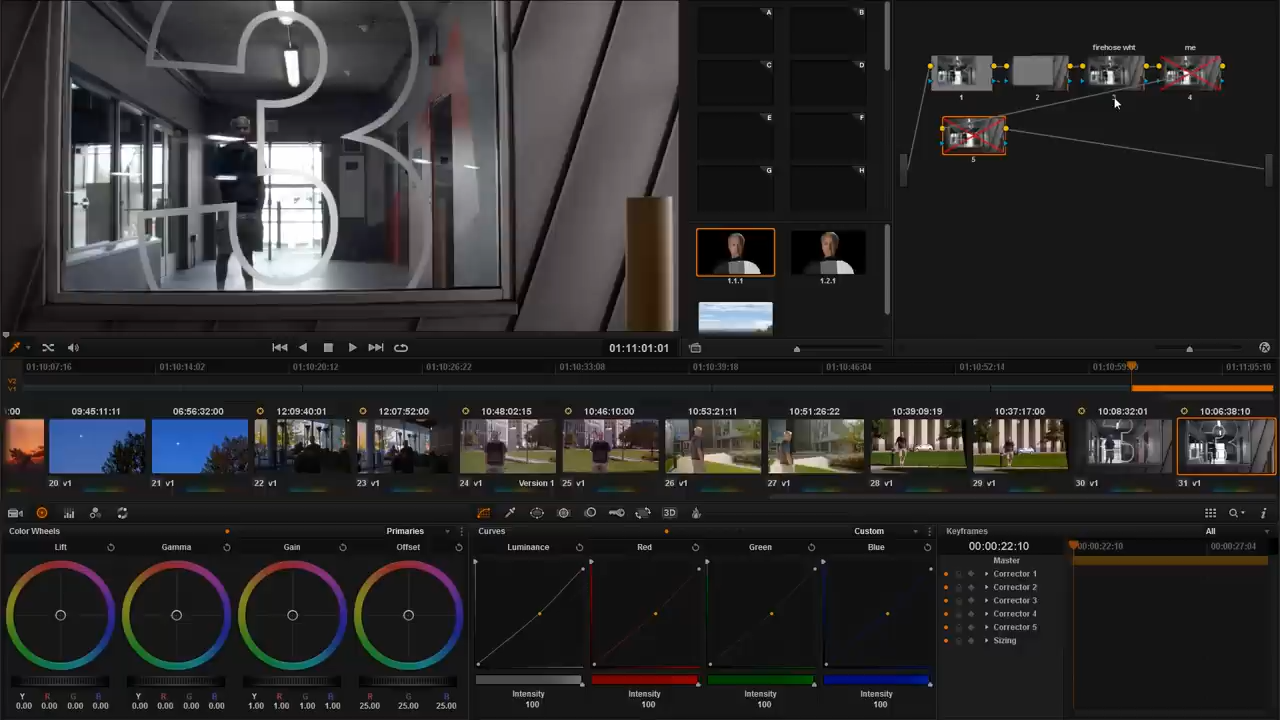 3
A
B
C
D
E
F
G
H
firehose wht
me
1
2
3
4
5
1.1.1
1.2.1
01:11:01:01
01:10:07:16
01:10:14:02
01:10:20:12
01:10:26:22
01:10:33:08
01:10:39:18
01:10:46:04
01:10:52:14
01:10:59:
01:11:05:10
V2
V1
:00
09:45:11:11
06:56:32:00
12:09:40:01
12:07:52:00
10:48:02:15
10:46:10:00
10:53:21:11
10:51:26:22
10:39:09:19
10:37:17:00
10:08:32:01
10:06:38:10
20 v1
21 v1
22 v1
23 v1
24 v1 Version 1
25 v1
26 v1
27 v1
28 v1
29 v1
30 v1
31 v1
3D
Color Wheels Primaries
Curves Custom
Keyframes All
Lift
Gamma
Gain
Offset
Luminance
Red
Green
Blue
00:00:22:10
00:00:22:10
00:00:27:04
Master
Corrector 1
Corrector 2
Corrector 3
Corrector 4
Corrector 5
Sizing
Y R G B
0.00 0.00 0.00 0.00
Y R G B
0.00 0.00 0.00 0.00
Y R G B
1.00 1.00 1.00 1.00
R G B
25.00 25.00 25.00
Intensity
100
Intensity
100
Intensity
100
Intensity
100